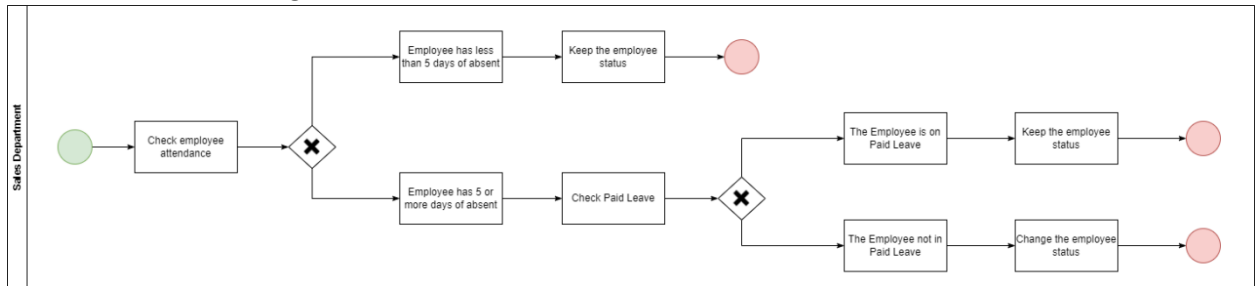 Sales Department
Check employee
attendance
Employee has less
than 5 days of absent
Keep the employee
status
Employee has 5 or
more days of absent
Check Paid Leave
The Employee is on
Paid Leave
Keep the employee
status
The Employee not in
Paid Leave
Change the employee
status